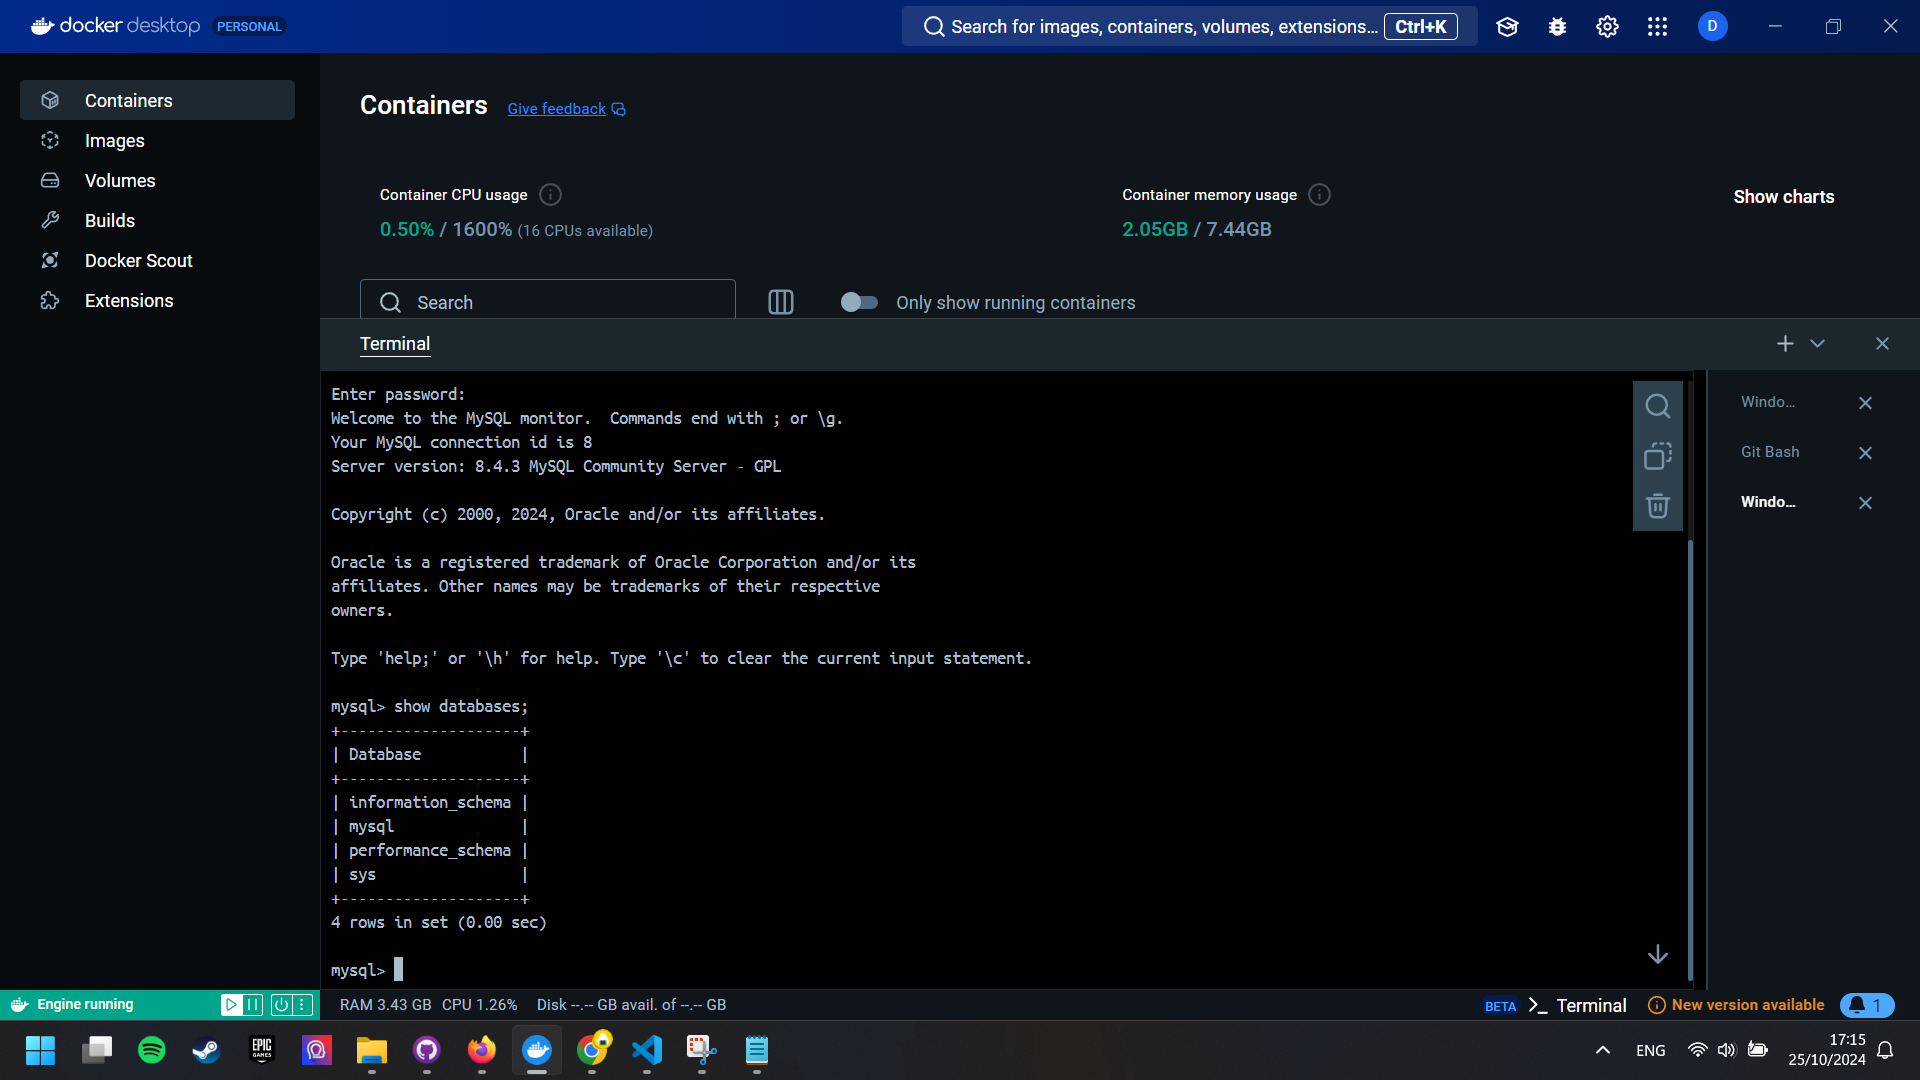 docker desktop PERSONAL
Search for images, containers, volumes, extensions... Ctrl+K
D
Containers
Images
Volumes
Builds
Docker Scout
Extensions
Containers Give feedback
Container CPU usage
0.50% / 1600% (16 CPUs available)
Container memory usage
2.05GB / 7.44GB
Show charts
Search
Only show running containers
Terminal
Enter password:
Welcome to the MySQL monitor.  Commands end with ; or \g.
Your MySQL connection id is 8
Server version: 8.4.3 MySQL Community Server - GPL
Copyright (c) 2000, 2024, Oracle and/or its affiliates.
Oracle is a registered trademark of Oracle Corporation and/or its
affiliates. Other names may be trademarks of their respective
owners.
Type 'help;' or '\h' for help. Type '\c' to clear the current input statement.
mysql> show databases;
+--------------------+
| Database           |
+--------------------+
| information_schema |
| mysql              |
| performance_schema |
| sys                |
+--------------------+
4 rows in set (0.00 sec)
mysql>
Windo...
Git Bash
Windo...
Engine running
RAM 3.43 GB CPU 1.26% Disk --.-- GB avail. of --.-- GB
BETA >_ Terminal
New version available
1
EPIC GAMES
ENG
17:15
25/10/2024